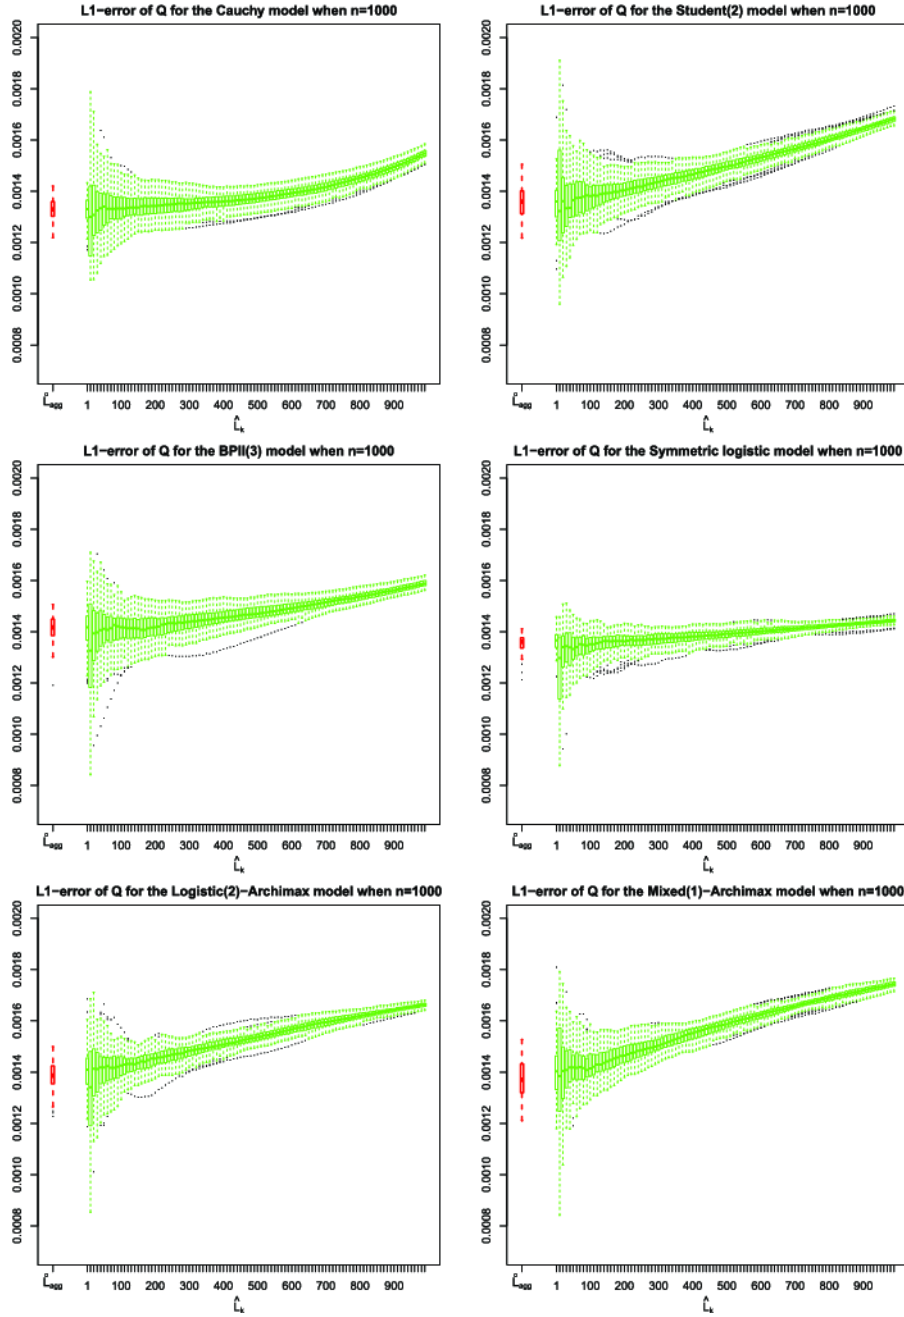 L1-error of Q for the Cauchy model when n=1000
0.0020
0.0018
0.0016
0.0014
0.0012
0.0010
0.0008
L̊agg 1 100 200 300 400 500 600 700 800 900
L̂k
L1-error of Q for the Student(2) model when n=1000
0.0020
0.0018
0.0016
0.0014
0.0012
0.0010
0.0008
L̊agg 1 100 200 300 400 500 600 700 800 900
L̂k
L1-error of Q for the BPII(3) model when n=1000
0.0020
0.0018
0.0016
0.0014
0.0012
0.0010
0.0008
L̊agg 1 100 200 300 400 500 600 700 800 900
L̂k
L1-error of Q for the Symmetric logistic model when n=1000
0.0020
0.0018
0.0016
0.0014
0.0012
0.0010
0.0008
L̊agg 1 100 200 300 400 500 600 700 800 900
L̂k
L1-error of Q for the Logistic(2)-Archimax model when n=1000
0.0020
0.0018
0.0016
0.0014
0.0012
0.0010
0.0008
L̊agg 1 100 200 300 400 500 600 700 800 900
L̂k
L1-error of Q for the Mixed(1)-Archimax model when n=1000
0.0020
0.0018
0.0016
0.0014
0.0012
0.0010
0.0008
L̊agg 1 100 200 300 400 500 600 700 800 900
L̂k